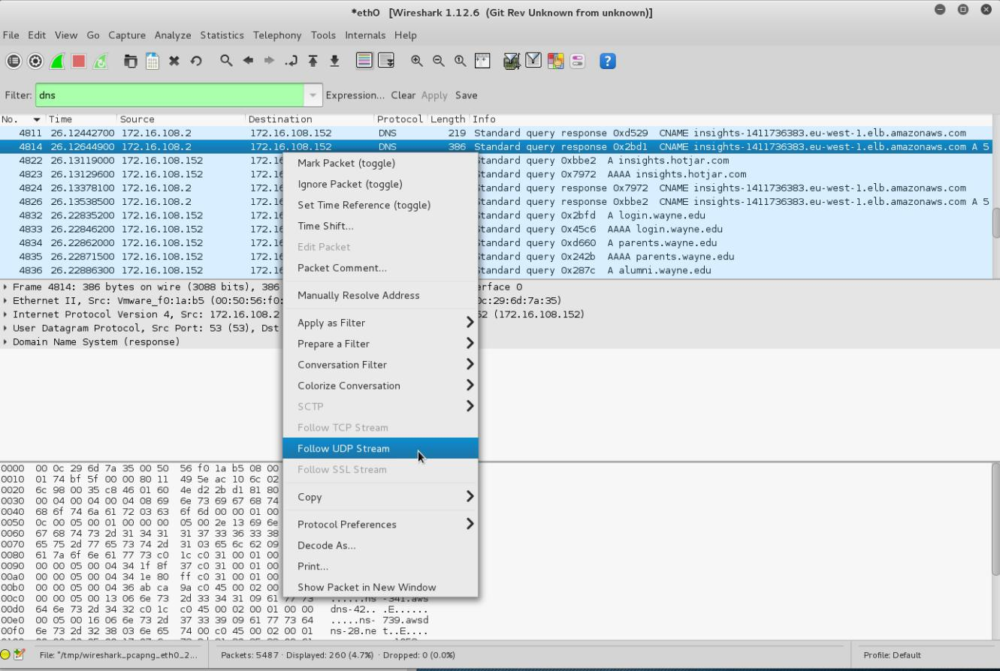 *eth0 [Wireshark 1.12.6 (Git Rev Unknown from unknown)]
File Edit View Go Capture Analyze Statistics Telephony Tools Internals Help
Filter: dns Expression... Clear Apply Save
No. Time Source Destination Protocol Length Info
4811 26.12442700 172.16.108.2 172.16.108.152 DNS 219 Standard query response 0xd529 CNAME insights-1411736383.eu-west-1.elb.amazonaws.com
4814 26.12644900 172.16.108.2 172.16.108.152 DNS 386 Standard query response 0x2bd1 CNAME insights-1411736383.eu-west-1.elb.amazonaws.com A 5
4822 26.13119000 172.16.108.152 172.16 Standard query 0xbbe2 A insights.hotjar.com
4823 26.13129600 172.16.108.152 172.16 Standard query 0x7972 AAAA insights.hotjar.com
4824 26.13378100 172.16.108.2 172.16 Standard query response 0x7972 CNAME insights-1411736383.eu-west-1.elb.amazonaws.com
4826 26.13538500 172.16.108.2 172.16 Standard query response 0xbbe2 CNAME insights-1411736383.eu-west-1.elb.amazonaws.com A 5
4832 26.22835200 172.16.108.152 172.16 Standard query 0x2bfd A login.wayne.edu
4833 26.22846200 172.16.108.152 172.16 Standard query 0x45c6 AAAA login.wayne.edu
4834 26.22862000 172.16.108.152 172.16 Standard query 0xd660 A parents.wayne.edu
4835 26.22871500 172.16.108.152 172.16 Standard query 0x242b AAAA parents.wayne.edu
4836 26.22886300 172.16.108.152 172.16 Standard query 0x287c A alumni.wayne.edu
Mark Packet (toggle)
Ignore Packet (toggle)
Set Time Reference (toggle)
Time Shift...
Edit Packet
Packet Comment...
Manually Resolve Address
Apply as Filter
Prepare a Filter
Conversation Filter
Colorize Conversation
SCTP
Follow TCP Stream
Follow UDP Stream
Follow SSL Stream
Copy
Protocol Preferences
Decode As...
Print...
Show Packet in New Window
Frame 4814: 386 bytes on wire (3088 bits), 386 erface 0
Ethernet II, Src: Vmware_f0:1a:b5 (00:50:56:f0: 0c:29:6d:7a:35)
Internet Protocol Version 4, Src: 172.16.108.2 52 (172.16.108.152)
User Datagram Protocol, Src Port: 53 (53), Dst
Domain Name System (response)
0000 00 0c 29 6d 7a 35 00 50 56 f0 1a b5 08 00
0010 01 74 bf 5f 00 00 80 11 49 5e ac 10 6c 02
0020 6c 98 00 35 c8 46 01 60 4e d2 2b d1 81 80
0030 00 04 00 04 00 04 08 69 6e 73 69 67 68 74
0040 68 6f 74 6a 61 72 03 63 6f 6d 00 00 01 00
0050 0c 00 05 00 01 00 00 00 05 00 2e 13 69 6e
0060 67 68 74 73 2d 31 34 31 31 37 33 36 33 38
0070 65 75 2d 77 65 73 74 2d 31 03 65 6c 62 09
0080 61 7a 6f 6e 61 77 73 c0 1c c0 31 00 01 00
0090 00 00 05 00 04 34 1f 8f 37 c0 31 00 01 00
00a0 00 00 05 00 04 34 1e 80 ff c0 31 00 01 00
00b0 00 00 05 00 04 36 ab ca 9a c0 45 00 02 00
00c0 00 00 05 00 13 06 6e 73 2d 33 34 31 09 61 77 73 ......ns -341.aws
00d0 64 6e 73 2d 34 32 c0 1c c0 45 00 02 00 01 00 00 dns-42.. .E......
00e0 00 05 00 16 06 6e 73 2d 37 33 39 09 61 77 73 64 .....ns- 739.awsd
00f0 6e 73 2d 32 38 03 6e 65 74 00 c0 45 00 02 00 01 ns-28.ne t..E....
File: "/tmp/wireshark_pcapng_eth0_2... Packets: 5487 · Displayed: 260 (4.7%) · Dropped: 0 (0.0%) Profile: Default